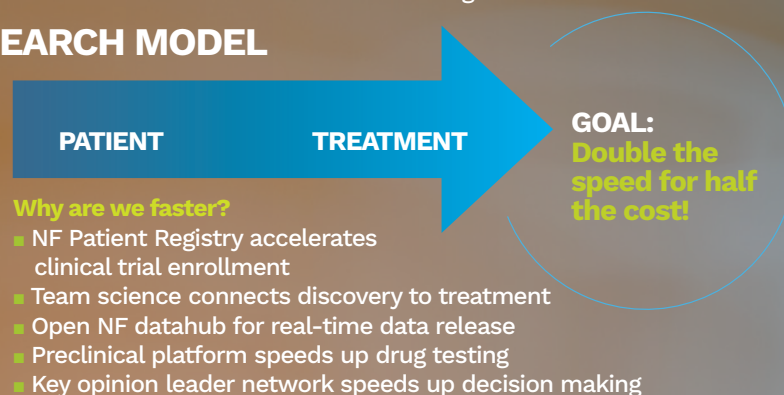 EARCH MODEL
PATIENT TREATMENT
GOAL:
Double the
speed for half
the cost!
Why are we faster?
■ NF Patient Registry accelerates
clinical trial enrollment
■ Team science connects discovery to treatment
■ Open NF datahub for real-time data release
■ Preclinical platform speeds up drug testing
■ Key opinion leader network speeds up decision making